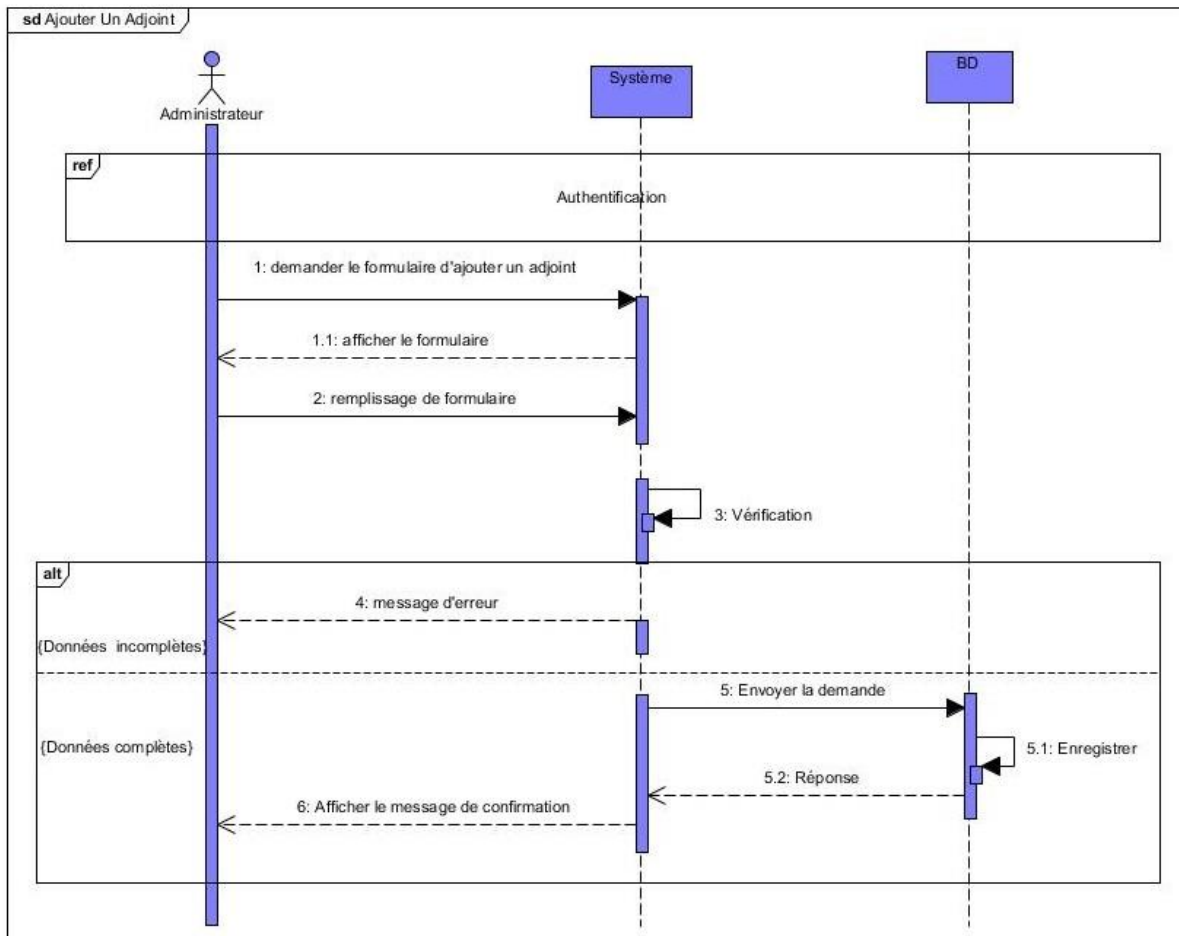 sd Ajouter Un Adjoint
Administrateur
Système
BD
ref
Authentification
1: demander le formulaire d'ajouter un adjoint
1.1: afficher le formulaire
2: remplissage de formulaire
3: Vérification
alt
4: message d'erreur
{Données incomplètes}
5: Envoyer la demande
{Données complètes}
5.1: Enregistrer
5.2: Réponse
6: Afficher le message de confirmation